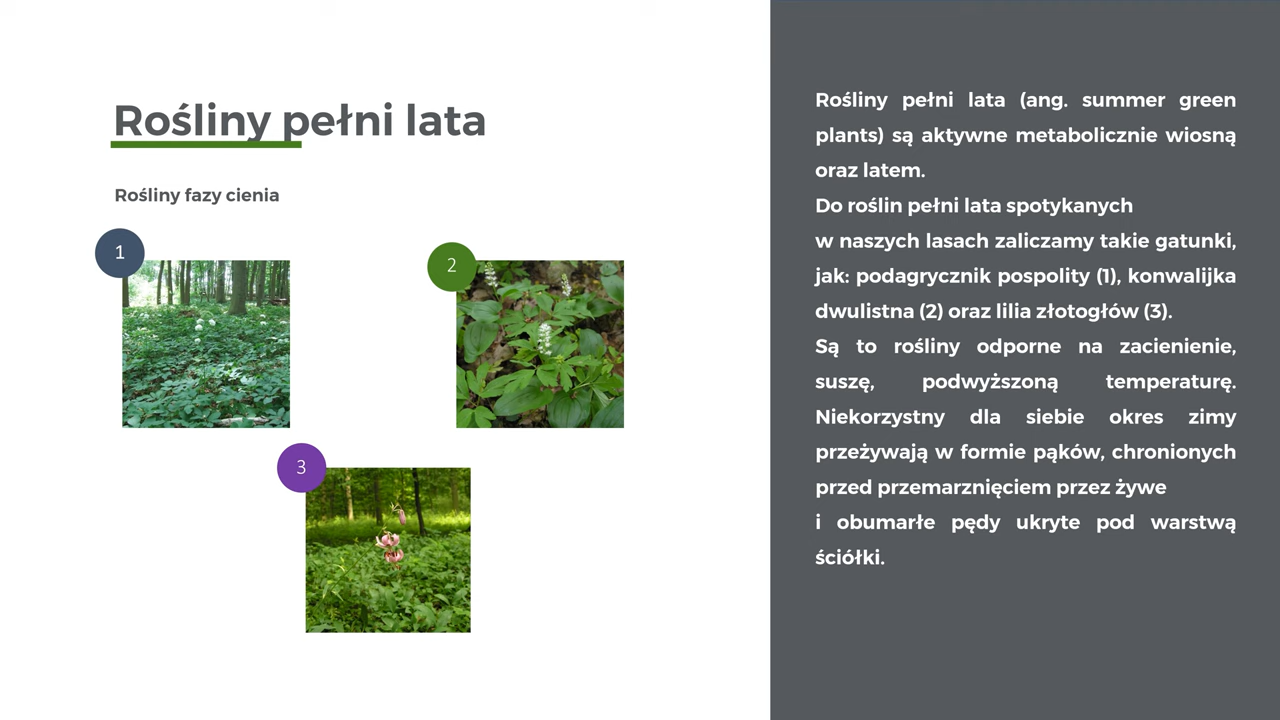 Rośliny pełni lata
Rośliny fazy cienia
1
2
3
Rośliny pełni lata (ang. summer green
plants) są aktywne metabolicznie wiosną
oraz latem.
Do roślin pełni lata spotykanych
w naszych lasach zaliczamy takie gatunki,
jak: podagrycznik pospolity (1), konwalijka
dwulistna (2) oraz lilia złotogłów (3).
Są to rośliny odporne na zacienienie,
suszę, podwyższoną temperaturę.
Niekorzystny dla siebie okres zimy
przeżywają w formie pąków, chronionych
przed przemarznięciem przez żywe
i obumarłe pędy ukryte pod warstwą
ściółki.